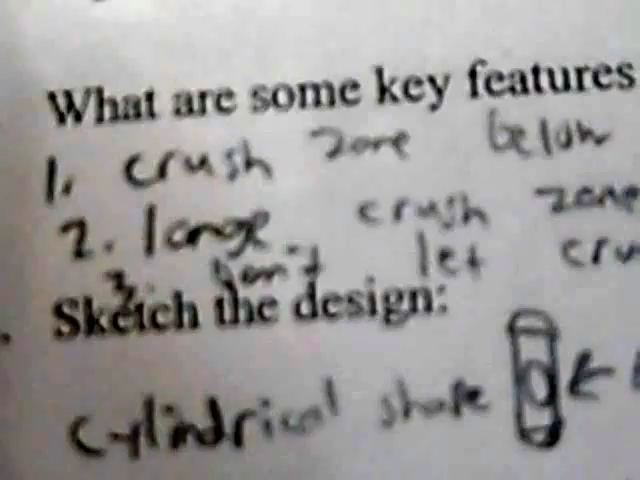 What are some key features
1. crush zone below
2. large crush zone
3. Don't let cru
Sketch the design:
cylindrical shape